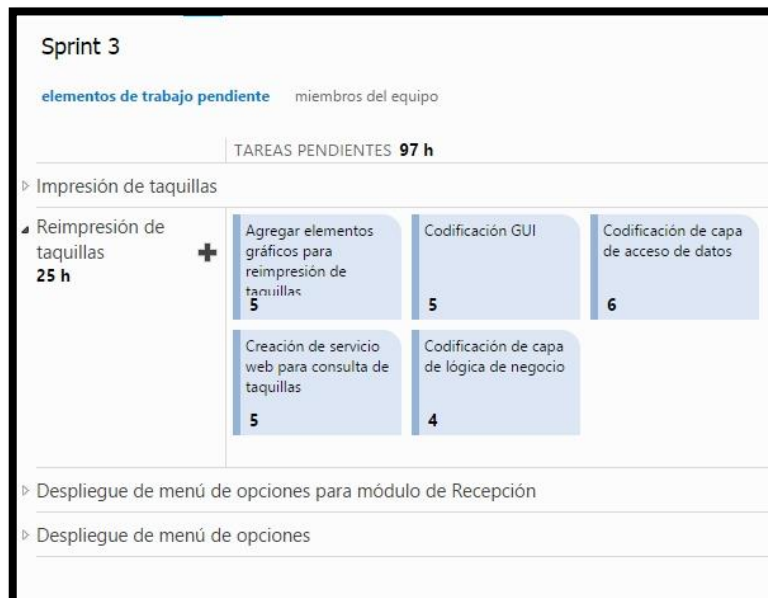 Sprint 3
elementos de trabajo pendiente miembros del equipo
TAREAS PENDIENTES 97 h
Impresión de taquillas
Reimpresión de
taquillas
25 h
Agregar elementos
gráficos para
reimpresión de
taquillas
5
Codificación GUI
5
Codificación de capa
de acceso de datos
6
Creación de servicio
web para consulta de
taquillas
5
Codificación de capa
de lógica de negocio
4
Despliegue de menú de opciones para módulo de Recepción
Despliegue de menú de opciones